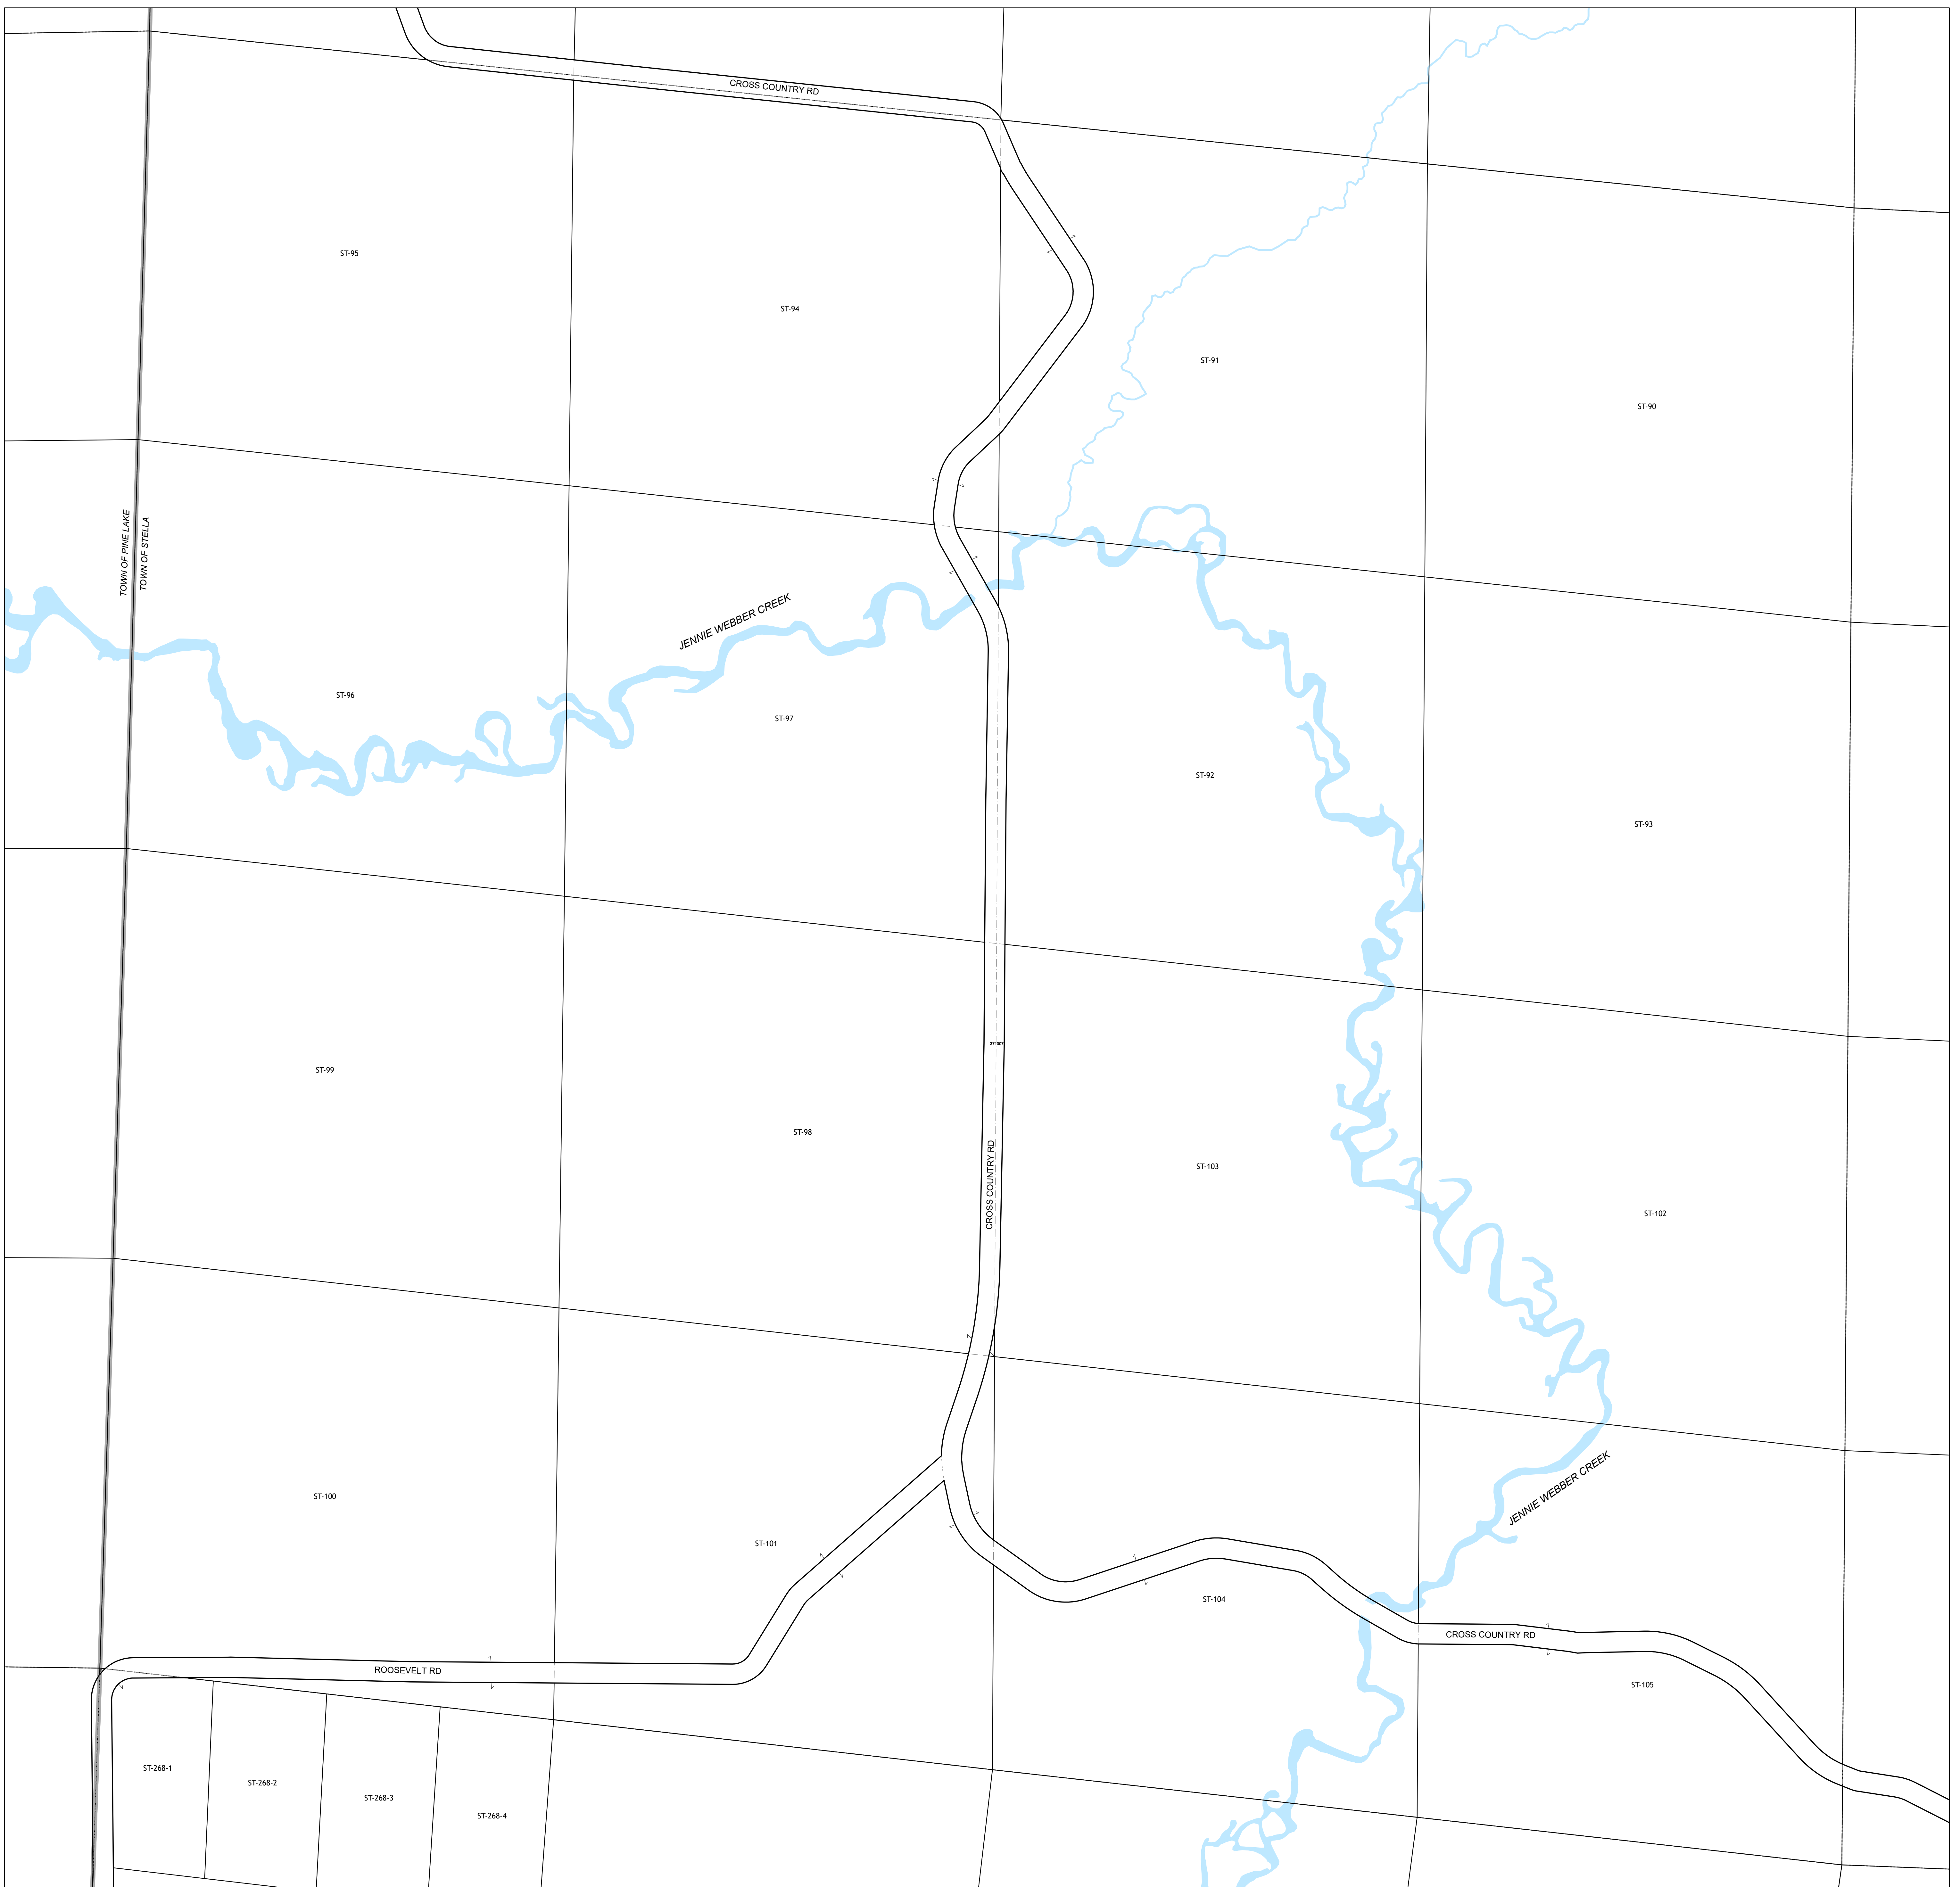 CROSS COUNTRY RD
ST-95
ST-94
ST-91
ST-90
TOWN OF PINE LAKE
TOWN OF STELLA
JENNIE WEBBER CREEK
ST-96
ST-97
ST-92
ST-93
ST-99
ST-98
CROSS COUNTRY RD
ST-103
ST-102
JENNIE WEBBER CREEK
ST-100
ST-101
ST-104
CROSS COUNTRY RD
ROOSEVELT RD
ST-105
ST-268-1
ST-268-2
ST-268-3
ST-268-4